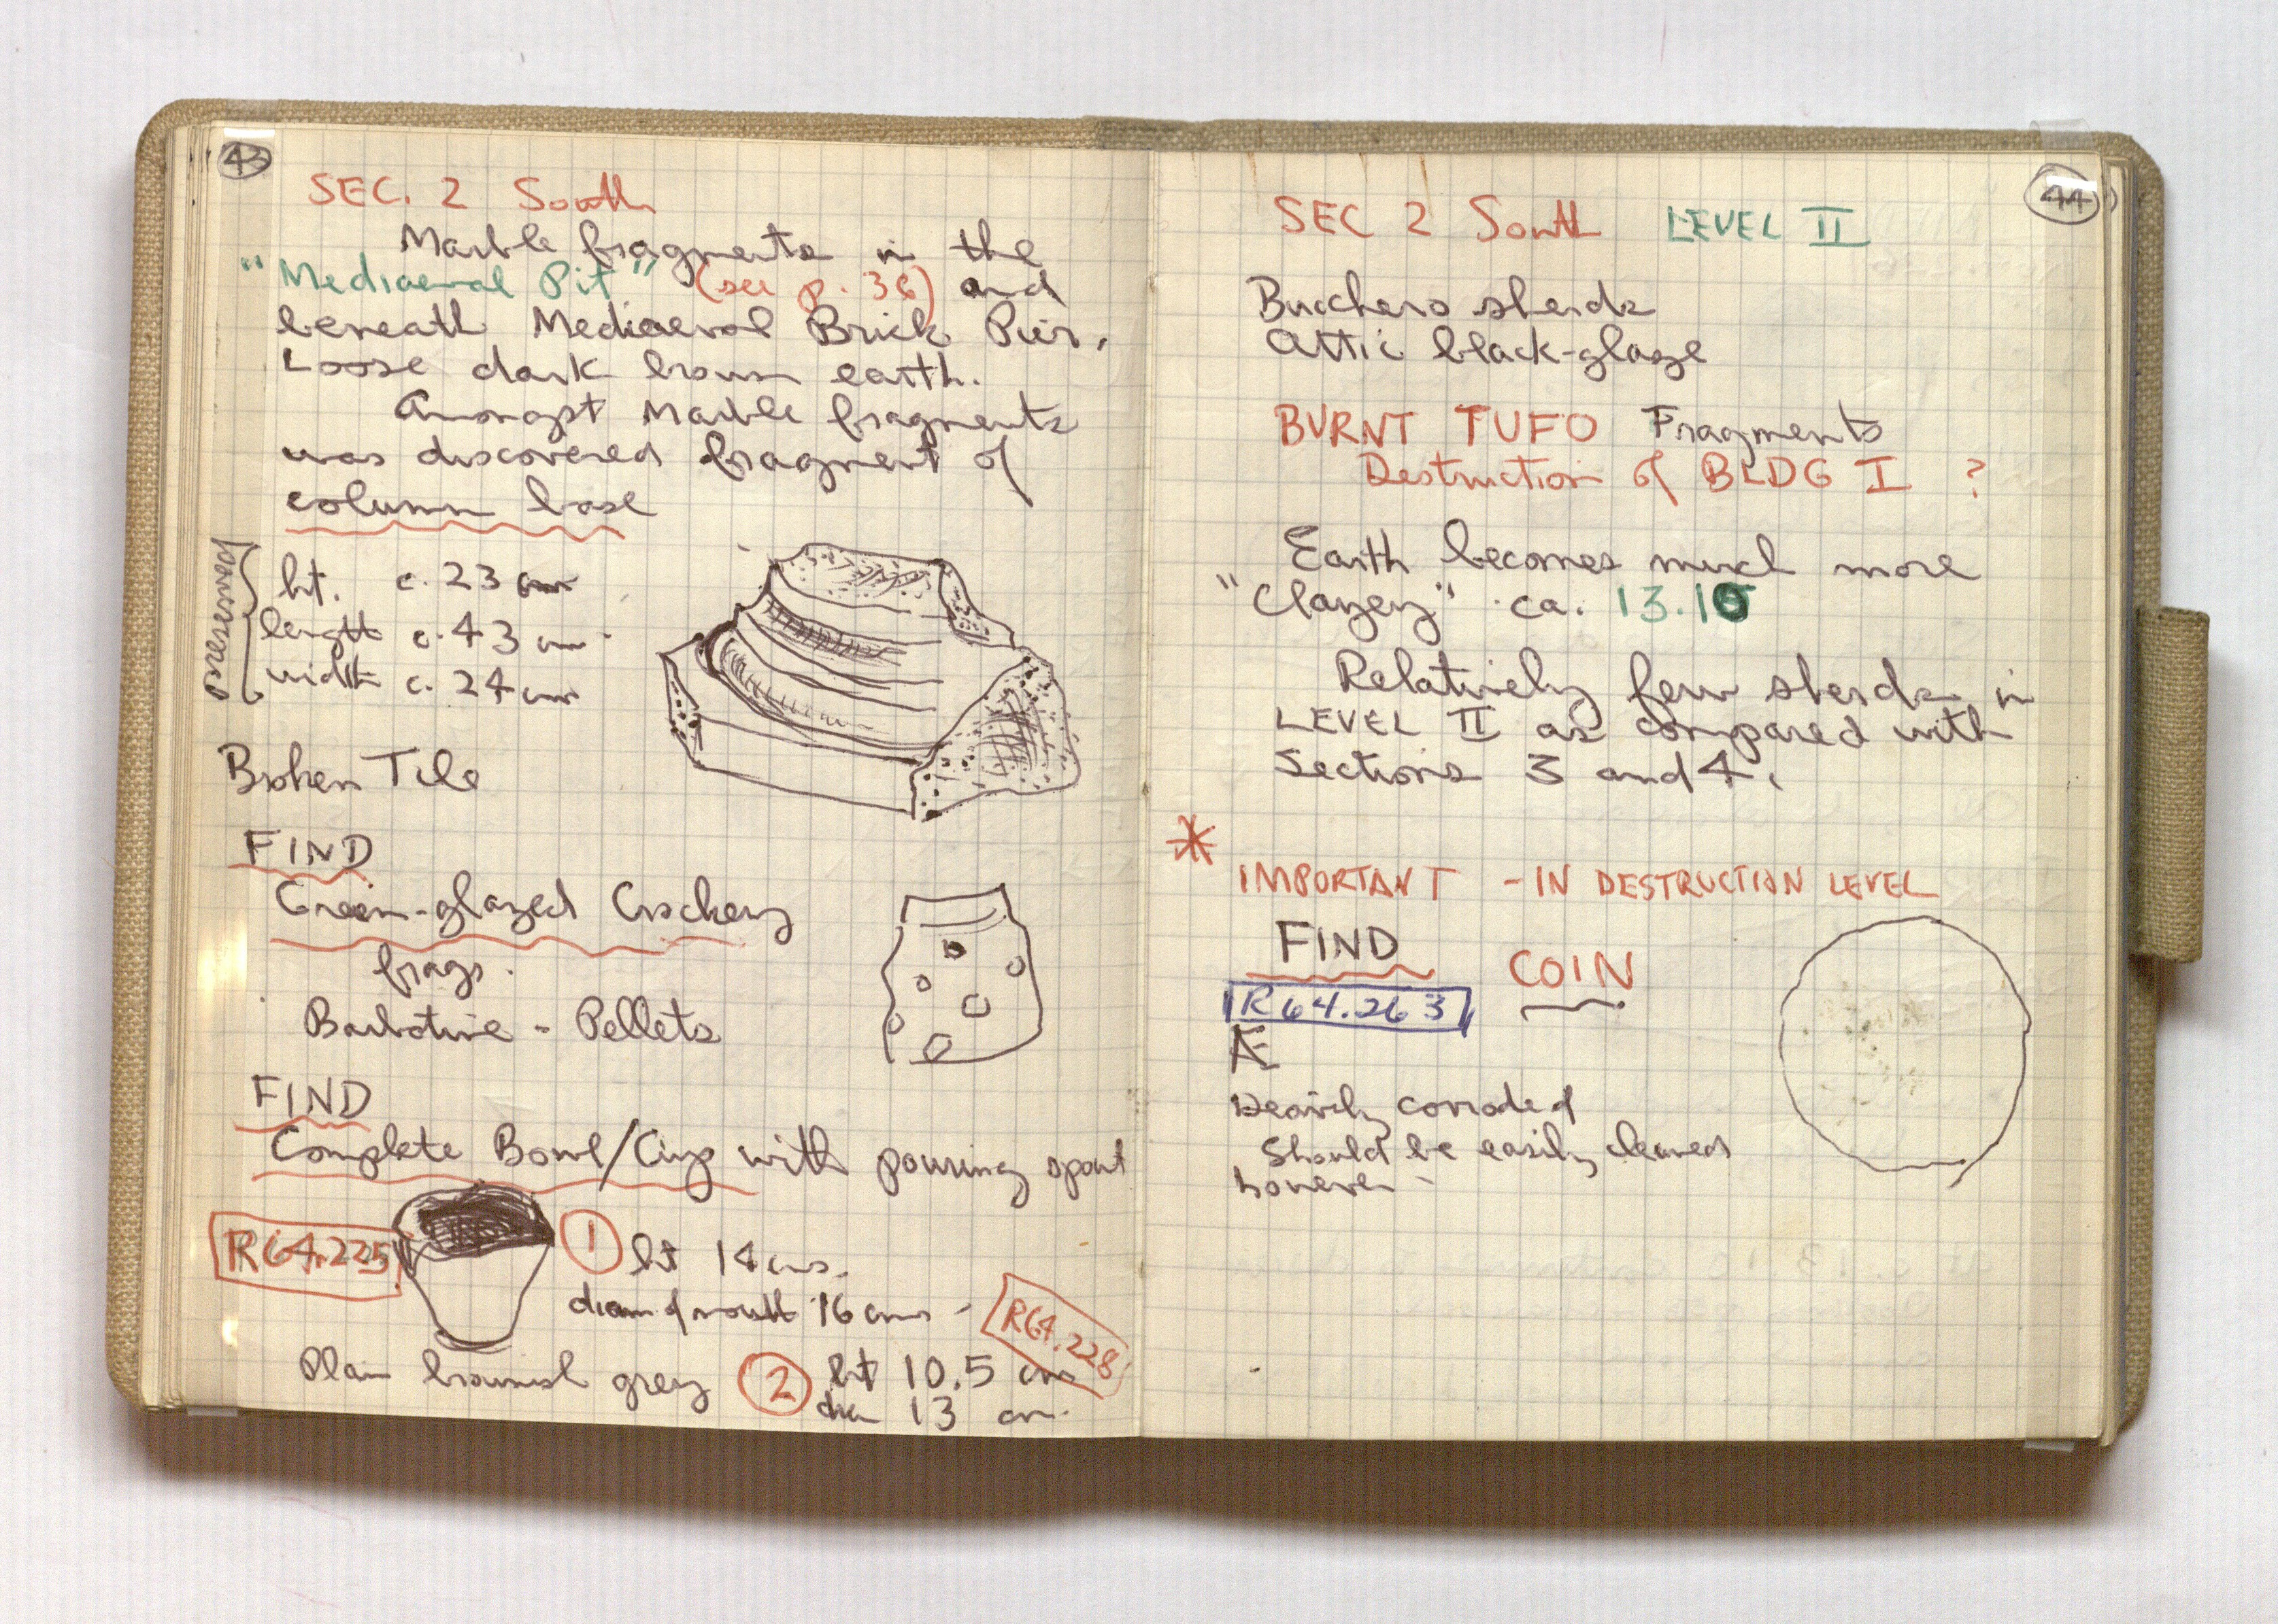 43
SEC. 2 South
Marble fragments in the
"Mediaeval Pit" (see p. 36) and
beneath Mediaeval Brick Pier.
Loose dark brown earth.
Amongst Marble fragments
was discovered fragment of
column base
preserved
ht. c. 23 cm
length c. 43 cm.
width c. 24 cm
Broken Tile
FIND
Green-glazed Crockery
frags.
Barbotine - Pellets
FIND
Complete Bowl/Cup with pouring spout
R64.225
1 ht 14 cms.
diam of mouth 16 cms -
R64.228
Plain brownish grey 2 ht 10.5 cm
dia 13 cm.
44
SEC 2 South LEVEL II
Bucchero sherds
Attic black-glaze
BURNT TUFO Fragments
Destruction of BLDG I ?
Earth becomes much more
"Clayey" ca. 13.10
Relatively few sherds in
LEVEL II as compared with
Sections 3 and 4.
*
IMPORTANT - IN DESTRUCTION LEVEL
FIND COIN
R64.263
Æ
Heavily corroded
Should be easily cleaned
however -